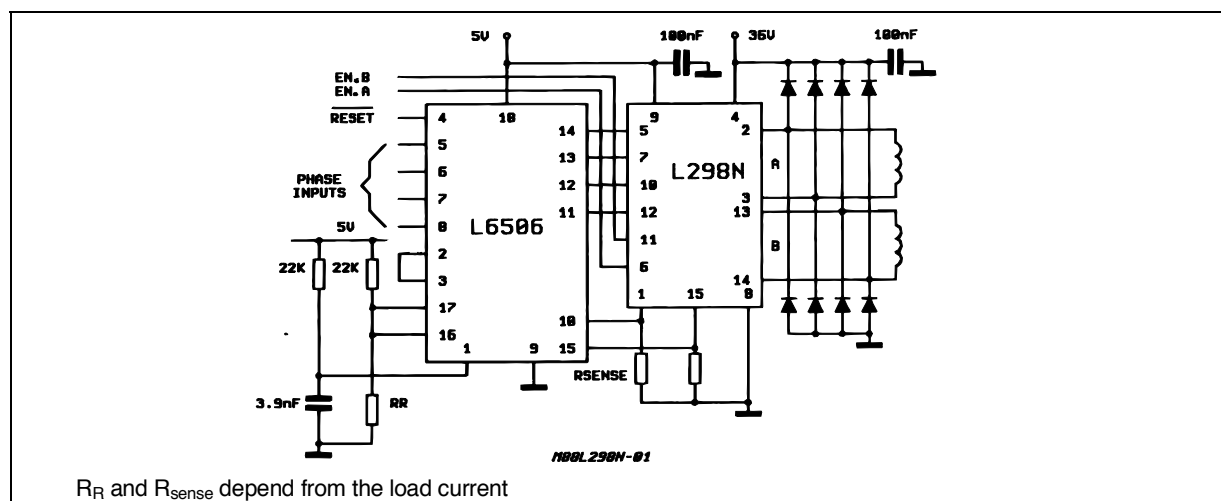 5V 100nF 36V 100nF
EN.B
EN.A
RESET
4 18 9 4
5 14 5 2
6 13 7 L298N A
PHASE
INPUTS
7 12 10 3
8 L6506 11 12 13
5V
2 11 B
22K 22K
3 6 14
17 1 15 8
16 10
1 9 15
RSENSE
3.9nF RR
M88L298N-01
RR and Rsense depend from the load current